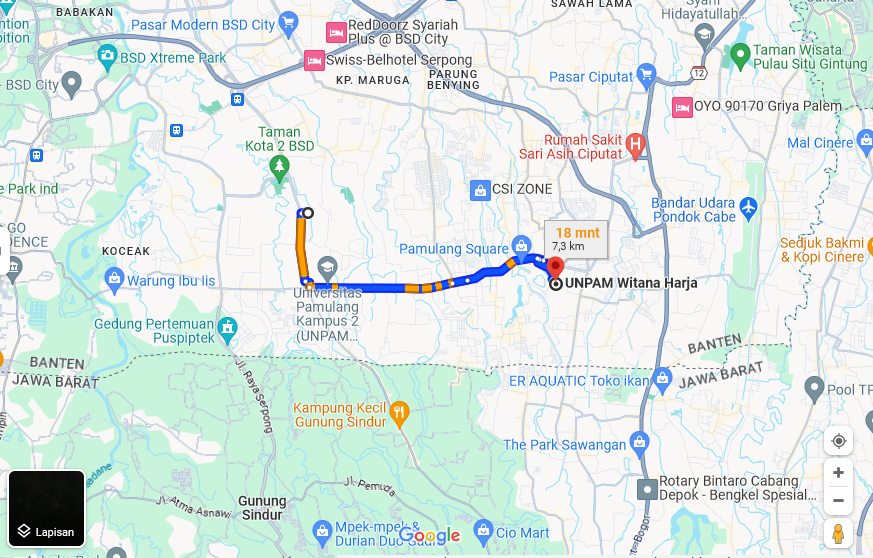 SAWAH LAMA
BABAKAN
Pasar Modern BSD City
RedDoorz Syariah
Plus @ BSD City
Situ
Hidayatullah...
BSD Xtreme Park
Swiss-Belhotel Serpong
KP. MARUGA
PARUNG
BENYING
Taman Wisata
Pulau Situ Gintung
BSD City
Pasar Ciputat
12
OYO 90170 Griya Palem
Taman
Kota 2 BSD
Rumah Sakit
Sari Asih Ciputat
H
Mal Cinere
e Park ind
CSI ZONE
Bandar Udara
Pondok Cabe
GO
DENCE
KOCEAK
18 mnt
7,3 km
Pamulang Square
Sedjuk Bakmi
& Kopi Cinere
Warung Ibu Iis
UNPAM Witana Harja
Universitas
Pamulang
Kampus 2
(UNPAM...
Gedung Pertemuan
Puspiptek
BANTEN
JAWA BARAT
BANTEN
JAWA BARAT
Jl. Raya Serpong
ER AQUATIC Toko ikan
Pool TF
Kampung Kecil
Gunung Sindur
The Park Sawangan
Jl. Pemuda
Rotary Bintaro Cabang
Depok - Bengkel Spesial...
Jl. Atma Asnawi
Gunung
Sindur
Lapisan
Mpek-mpek &
Durian Duo
Google
Cio Mart